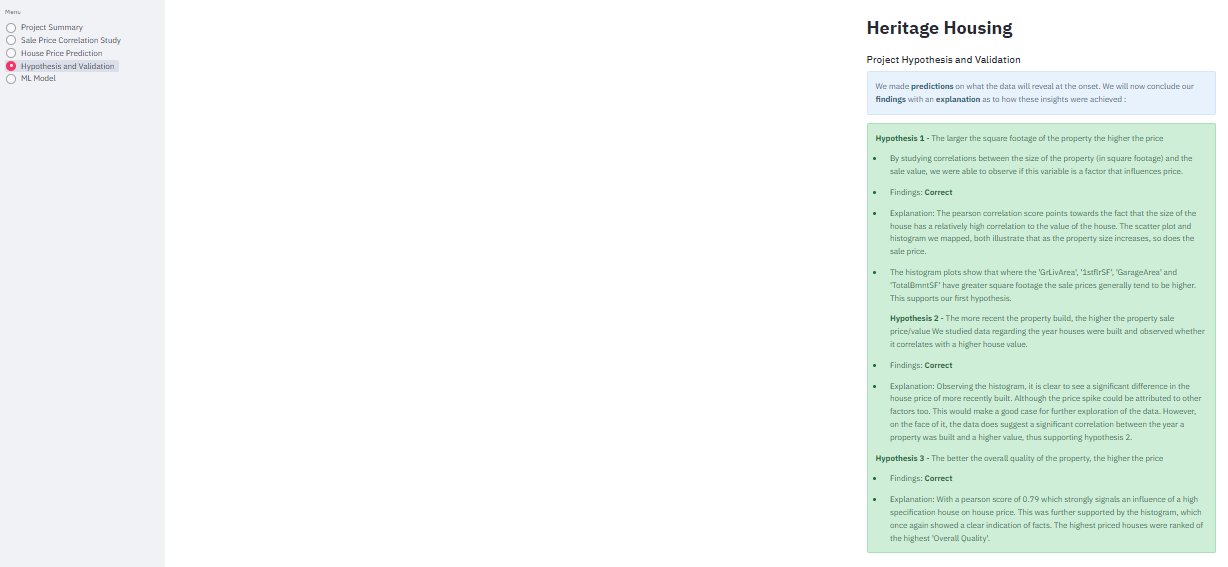 Menu
Project Summary
Sale Price Correlation Study
House Price Prediction
Hypothesis and Validation
ML Model
Heritage Housing
Project Hypothesis and Validation
We made predictions on what the data will reveal at the onset. We will now conclude our
findings with an explanation as to how these insights were achieved :
Hypothesis 1 - The larger the square footage of the property the higher the price
• By studying correlations between the size of the property (in square footage) and the
sale value, we were able to observe if this variable is a factor that influences price.
• Findings: Correct
• Explanation: The pearson correlation score points towards the fact that the size of the
house has a relatively high correlation to the value of the house. The scatter plot and
histogram we mapped, both illustrate that as the property size increases, so does the
sale price.
• The histogram plots show that where the 'GrLivArea', '1stflrSF', 'GarageArea' and
'TotalBmntSF' have greater square footage the sale prices generally tend to be higher.
This supports our first hypothesis.
Hypothesis 2 - The more recent the property build, the higher the property sale
price/value We studied data regarding the year houses were built and observed whether
it correlates with a higher house value.
• Findings: Correct
• Explanation: Observing the histogram, it is clear to see a significant difference in the
house price of more recently built. Although the price spike could be attributed to other
factors too. This would make a good case for further exploration of the data. However,
on the face of it, the data does suggest a significant correlation between the year a
property was built and a higher value, thus supporting hypothesis 2.
Hypothesis 3 - The better the overall quality of the property, the higher the price
• Findings: Correct
• Explanation: With a pearson score of 0.79 which strongly signals an influence of a high
specification house on house price. This was further supported by the histogram, which
once again showed a clear indication of facts. The highest priced houses were ranked of
the highest 'Overall Quality'.